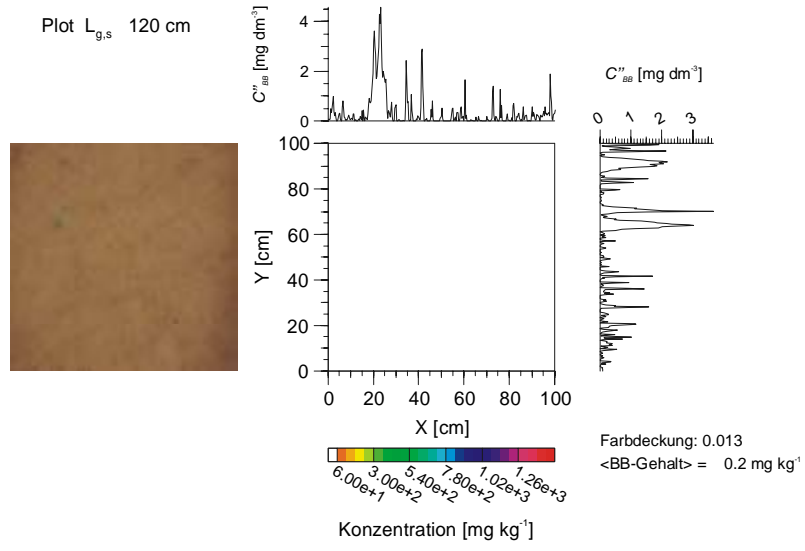 Plot L_g,s 120 cm
C''_BB [mg dm⁻³]
4
2
0
C''_BB [mg dm⁻³]
0 1 2 3
Y [cm]
100
80
60
40
20
0
0 20 40 60 80 100
X [cm]
6.00e+1 3.00e+2 5.40e+2 7.80e+2 1.02e+3 1.26e+3
Konzentration [mg kg⁻¹]
Farbdeckung: 0.013
<BB-Gehalt> = 0.2 mg kg⁻¹